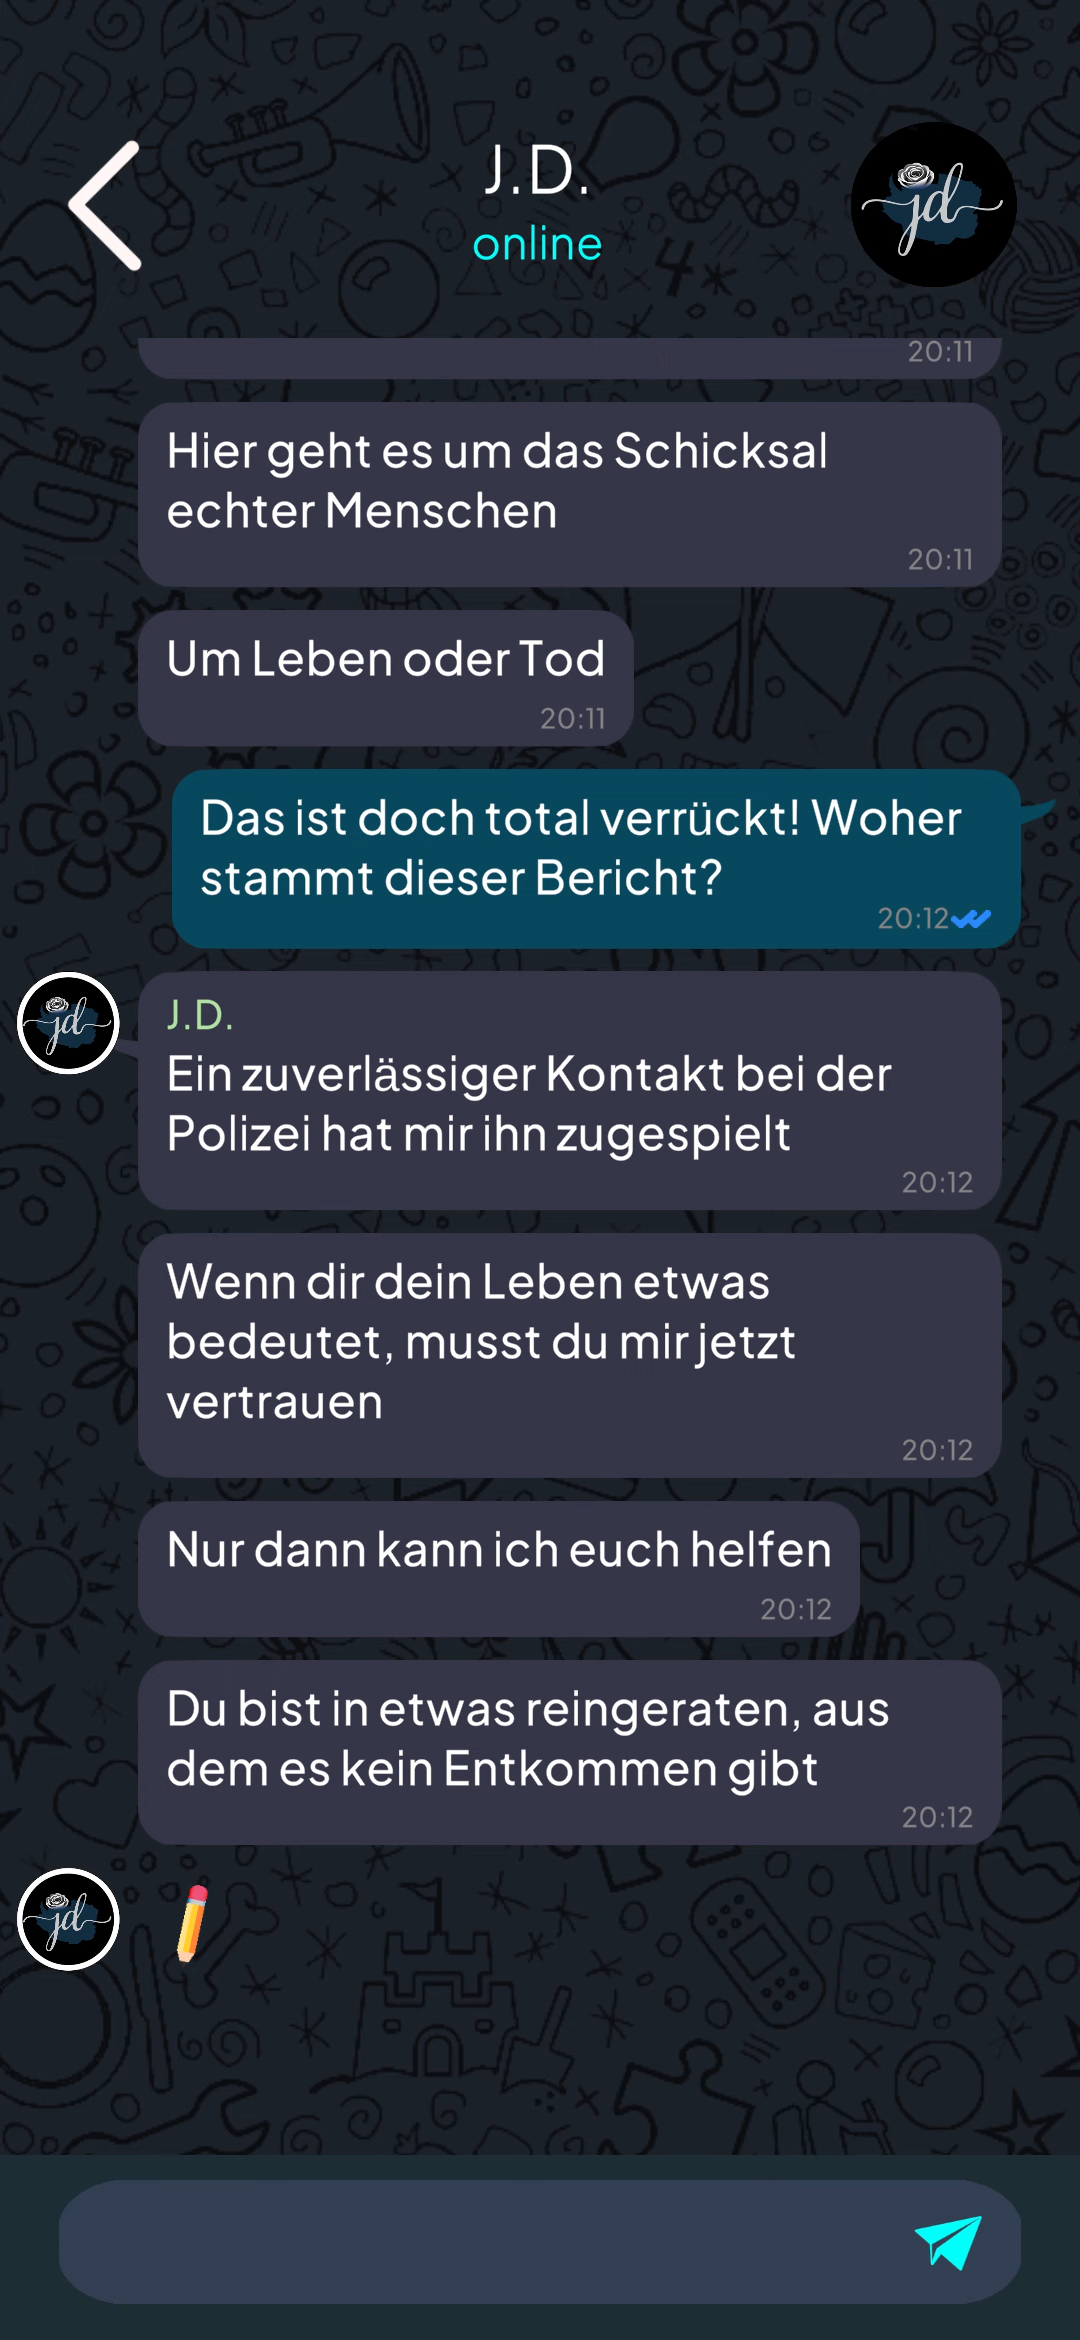 J.D.
jd
online
20:11
Hier geht es um das Schicksal
echter Menschen
20:11
Um Leben oder Tod
20:11
Das ist doch total verrückt! Woher
stammt dieser Bericht?
20:12
jd
J.D.
Ein zuverlässiger Kontakt bei der
Polizei hat mir ihn zugespielt
20:12
Wenn dir dein Leben etwas
bedeutet, musst du mir jetzt
vertrauen
20:12
Nur dann kann ich euch helfen
20:12
Du bist in etwas reingeraten, aus
dem es kein Entkommen gibt
20:12
jd